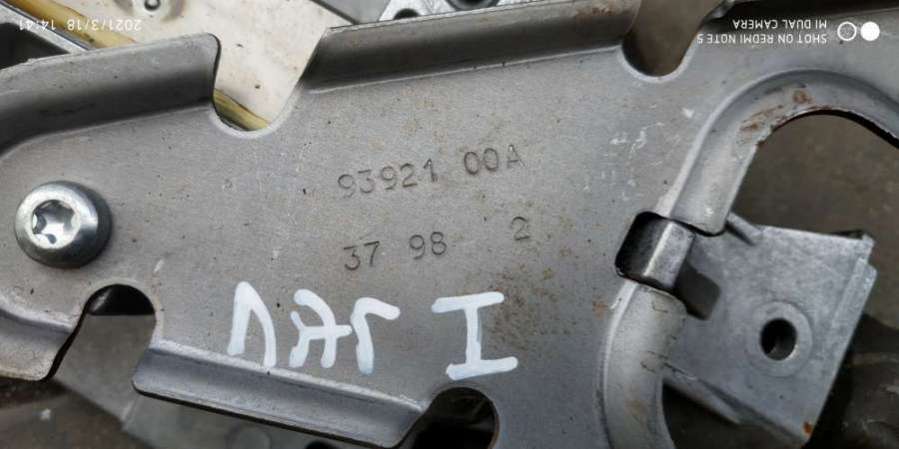 2021/3/18 14:41
SHOT ON REDMI NOTE 5
MI DUAL CAMERA
93921 00A
37 98 2